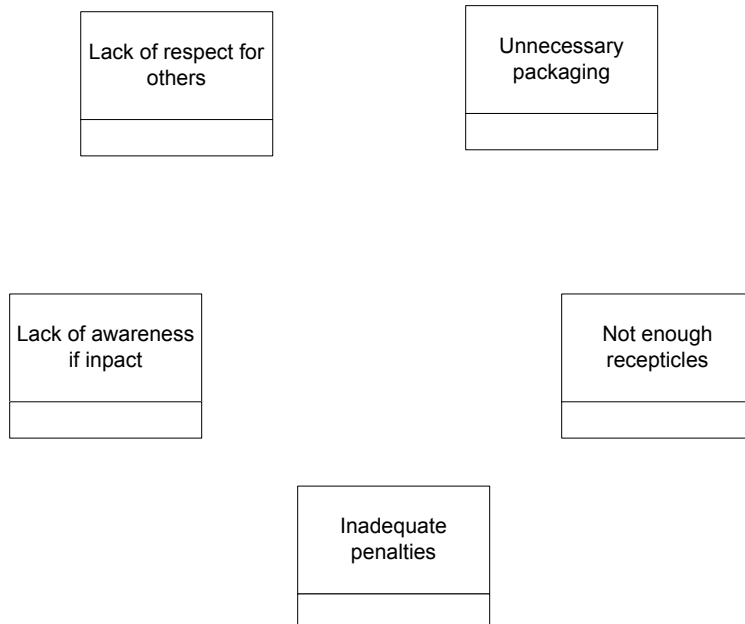 Lack of respect for
others
Unnecessary
packaging
Lack of awareness
if inpact
Not enough
recepticles
Inadequate
penalties